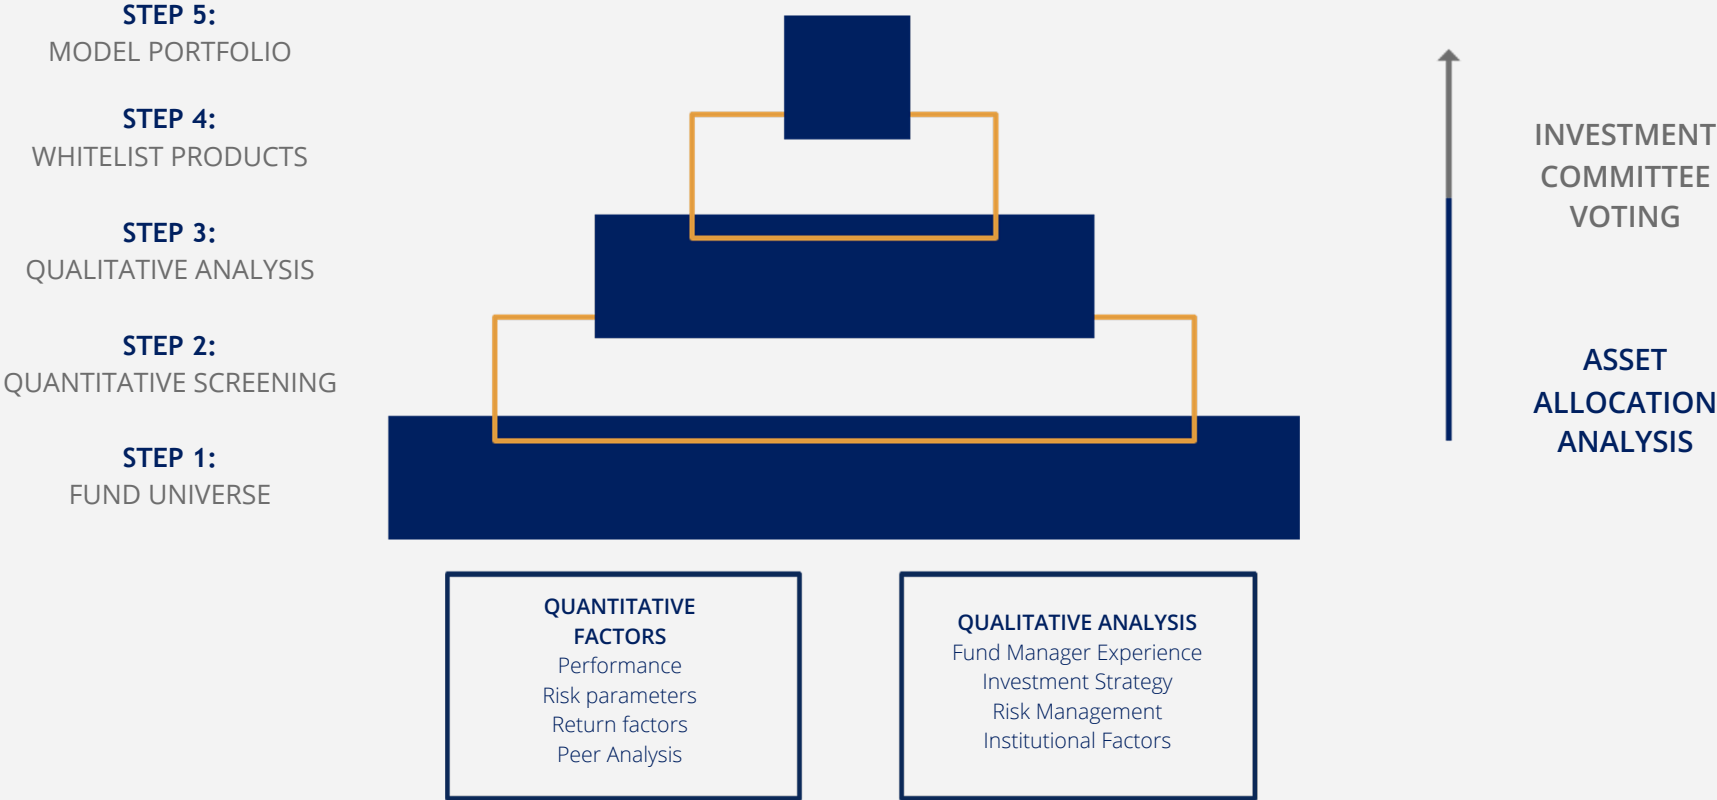 STEP 5:
MODEL PORTFOLIO
STEP 4:
WHITELIST PRODUCTS
STEP 3:
QUALITATIVE ANALYSIS
STEP 2:
QUANTITATIVE SCREENING
STEP 1:
FUND UNIVERSE
INVESTMENT
COMMITTEE
VOTING
ASSET
ALLOCATION
ANALYSIS
QUANTITATIVE
FACTORS
Performance
Risk parameters
Return factors
Peer Analysis
QUALITATIVE ANALYSIS
Fund Manager Experience
Investment Strategy
Risk Management
Institutional Factors